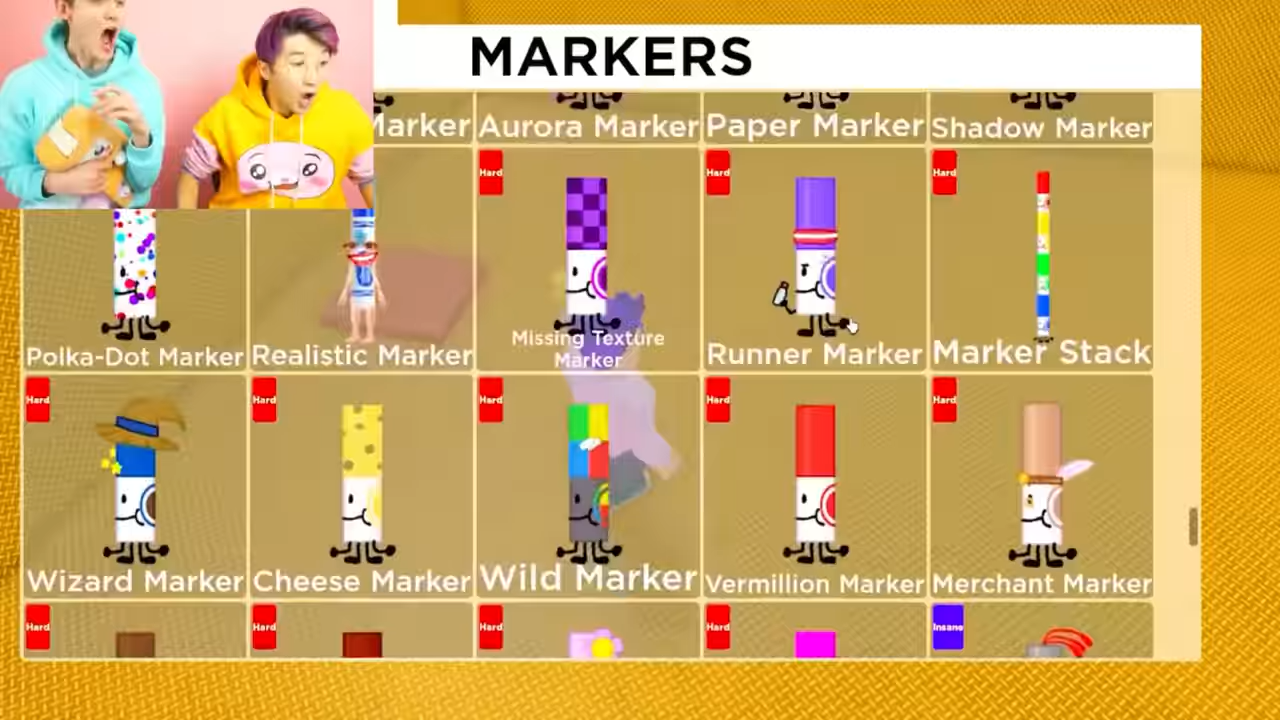 MARKERS
Marker
Aurora Marker
Paper Marker
Shadow Marker
Hard
Hard
Hard
Polka-Dot Marker
Realistic Marker
Missing Texture
Marker
Runner Marker
Marker Stack
Hard
Hard
Hard
Hard
Hard
Wizard Marker
Cheese Marker
Wild Marker
Vermillion Marker
Merchant Marker
Hard
Hard
Hard
Hard
Insane